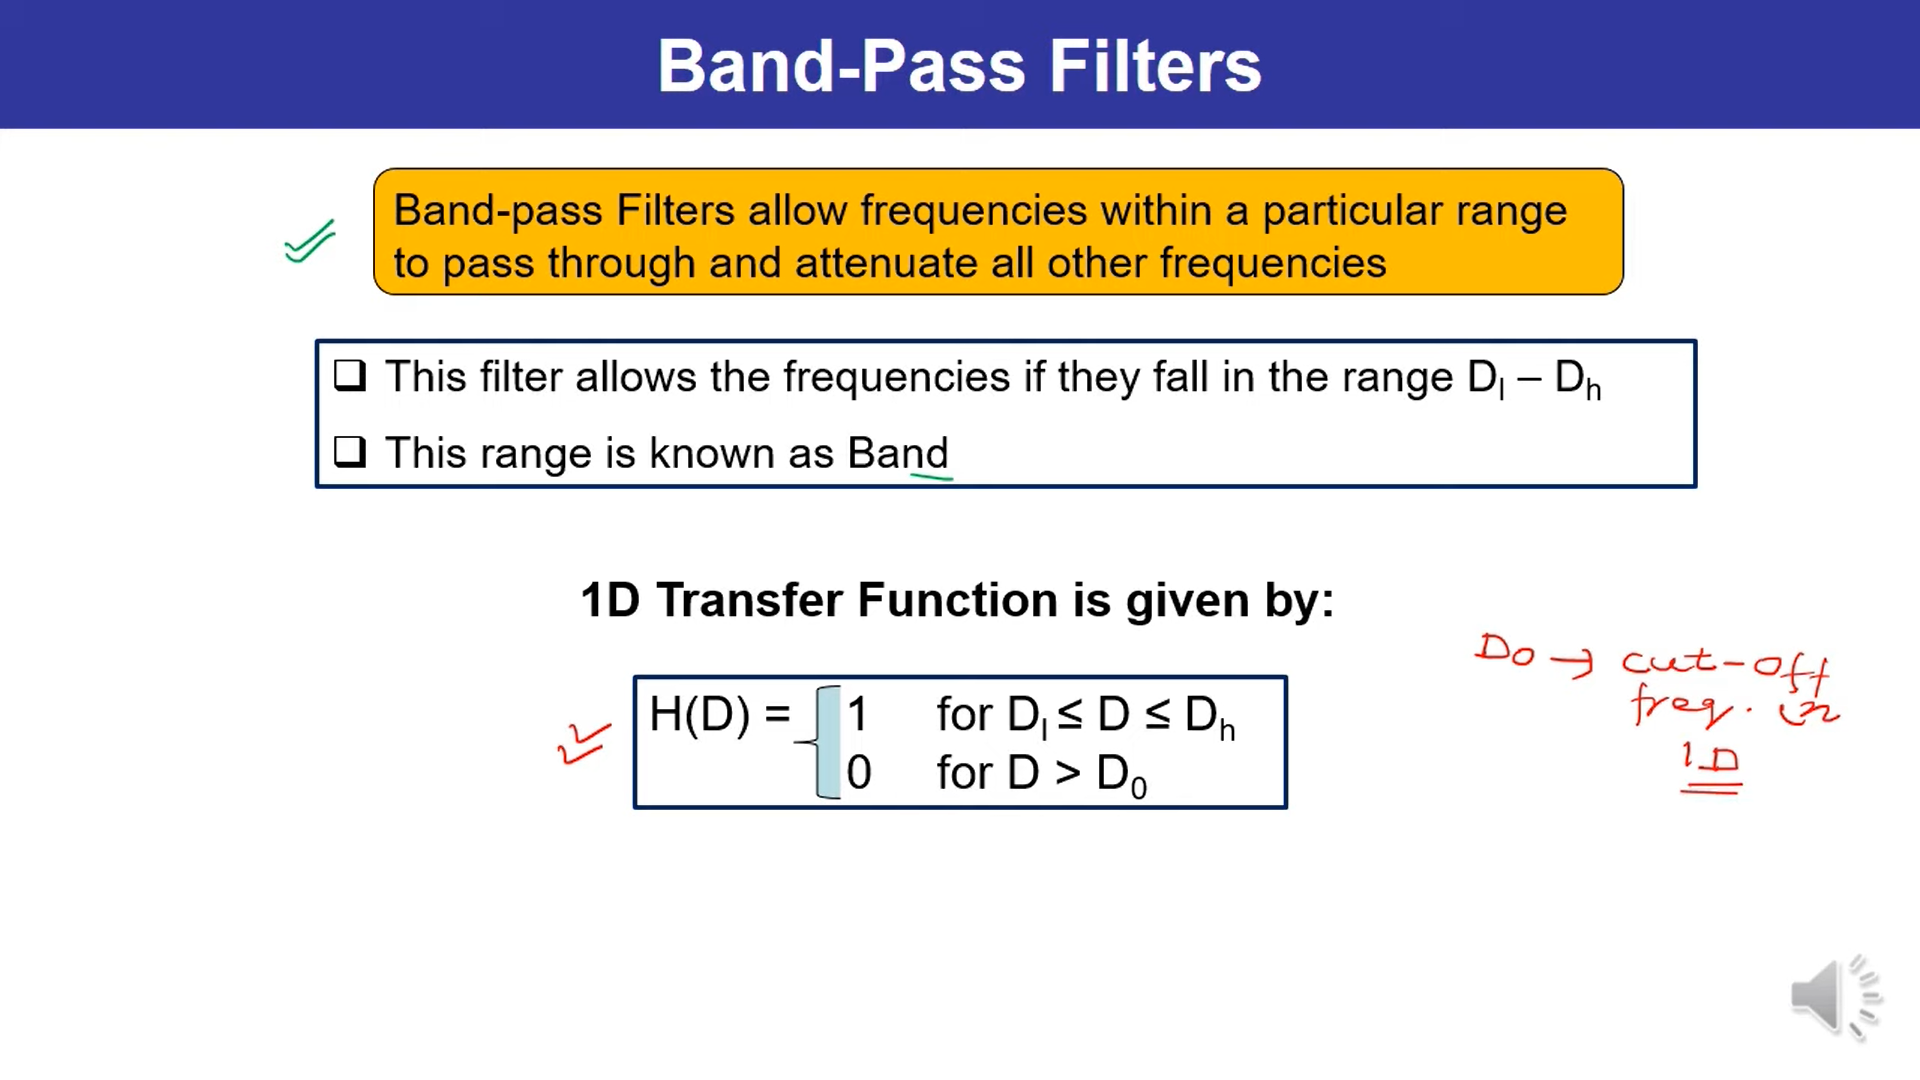 Band-Pass Filters
Band-pass Filters allow frequencies within a particular range
to pass through and attenuate all other frequencies
❑ This filter allows the frequencies if they fall in the range Dl – Dh
❑ This range is known as Band
1D Transfer Function is given by:
H(D) = { 1 for Dl ≤ D ≤ Dh
0 for D > D0
D0 → cut-off
freq. in
1D